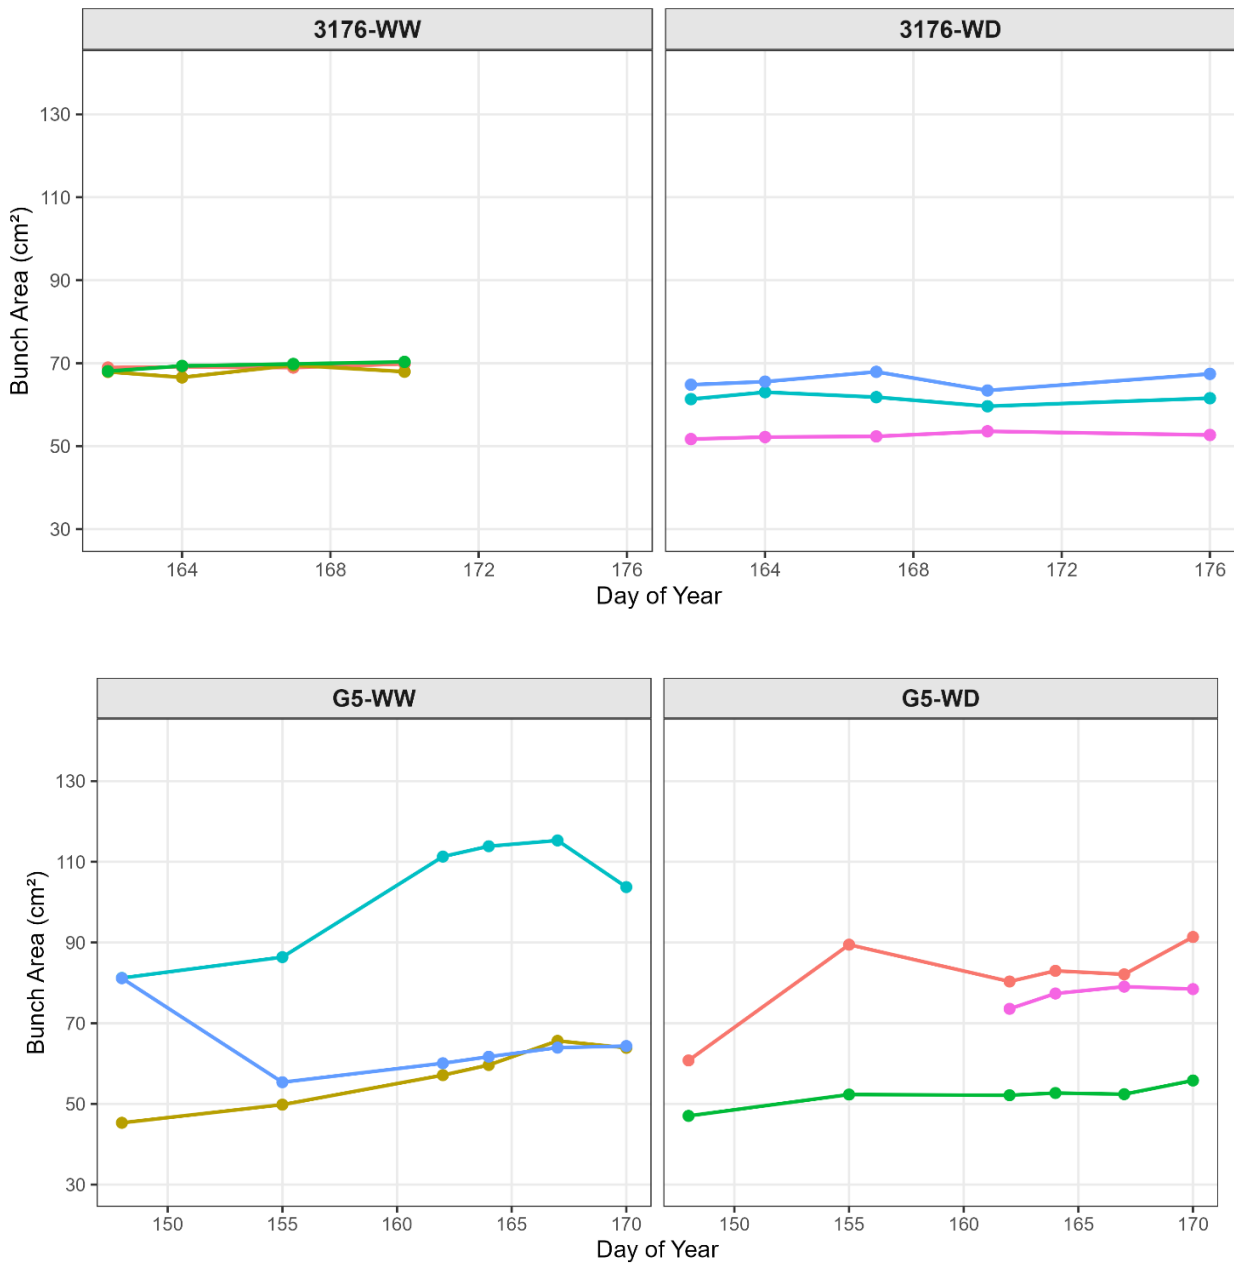 3176-WW 3176-WD
130
110
90
70
50
30
Bunch Area (cm²)
164 168 172 176 164 168 172 176
Day of Year
G5-WW G5-WD
130
110
90
70
50
30
Bunch Area (cm²)
150 155 160 165 170 150 155 160 165 170
Day of Year